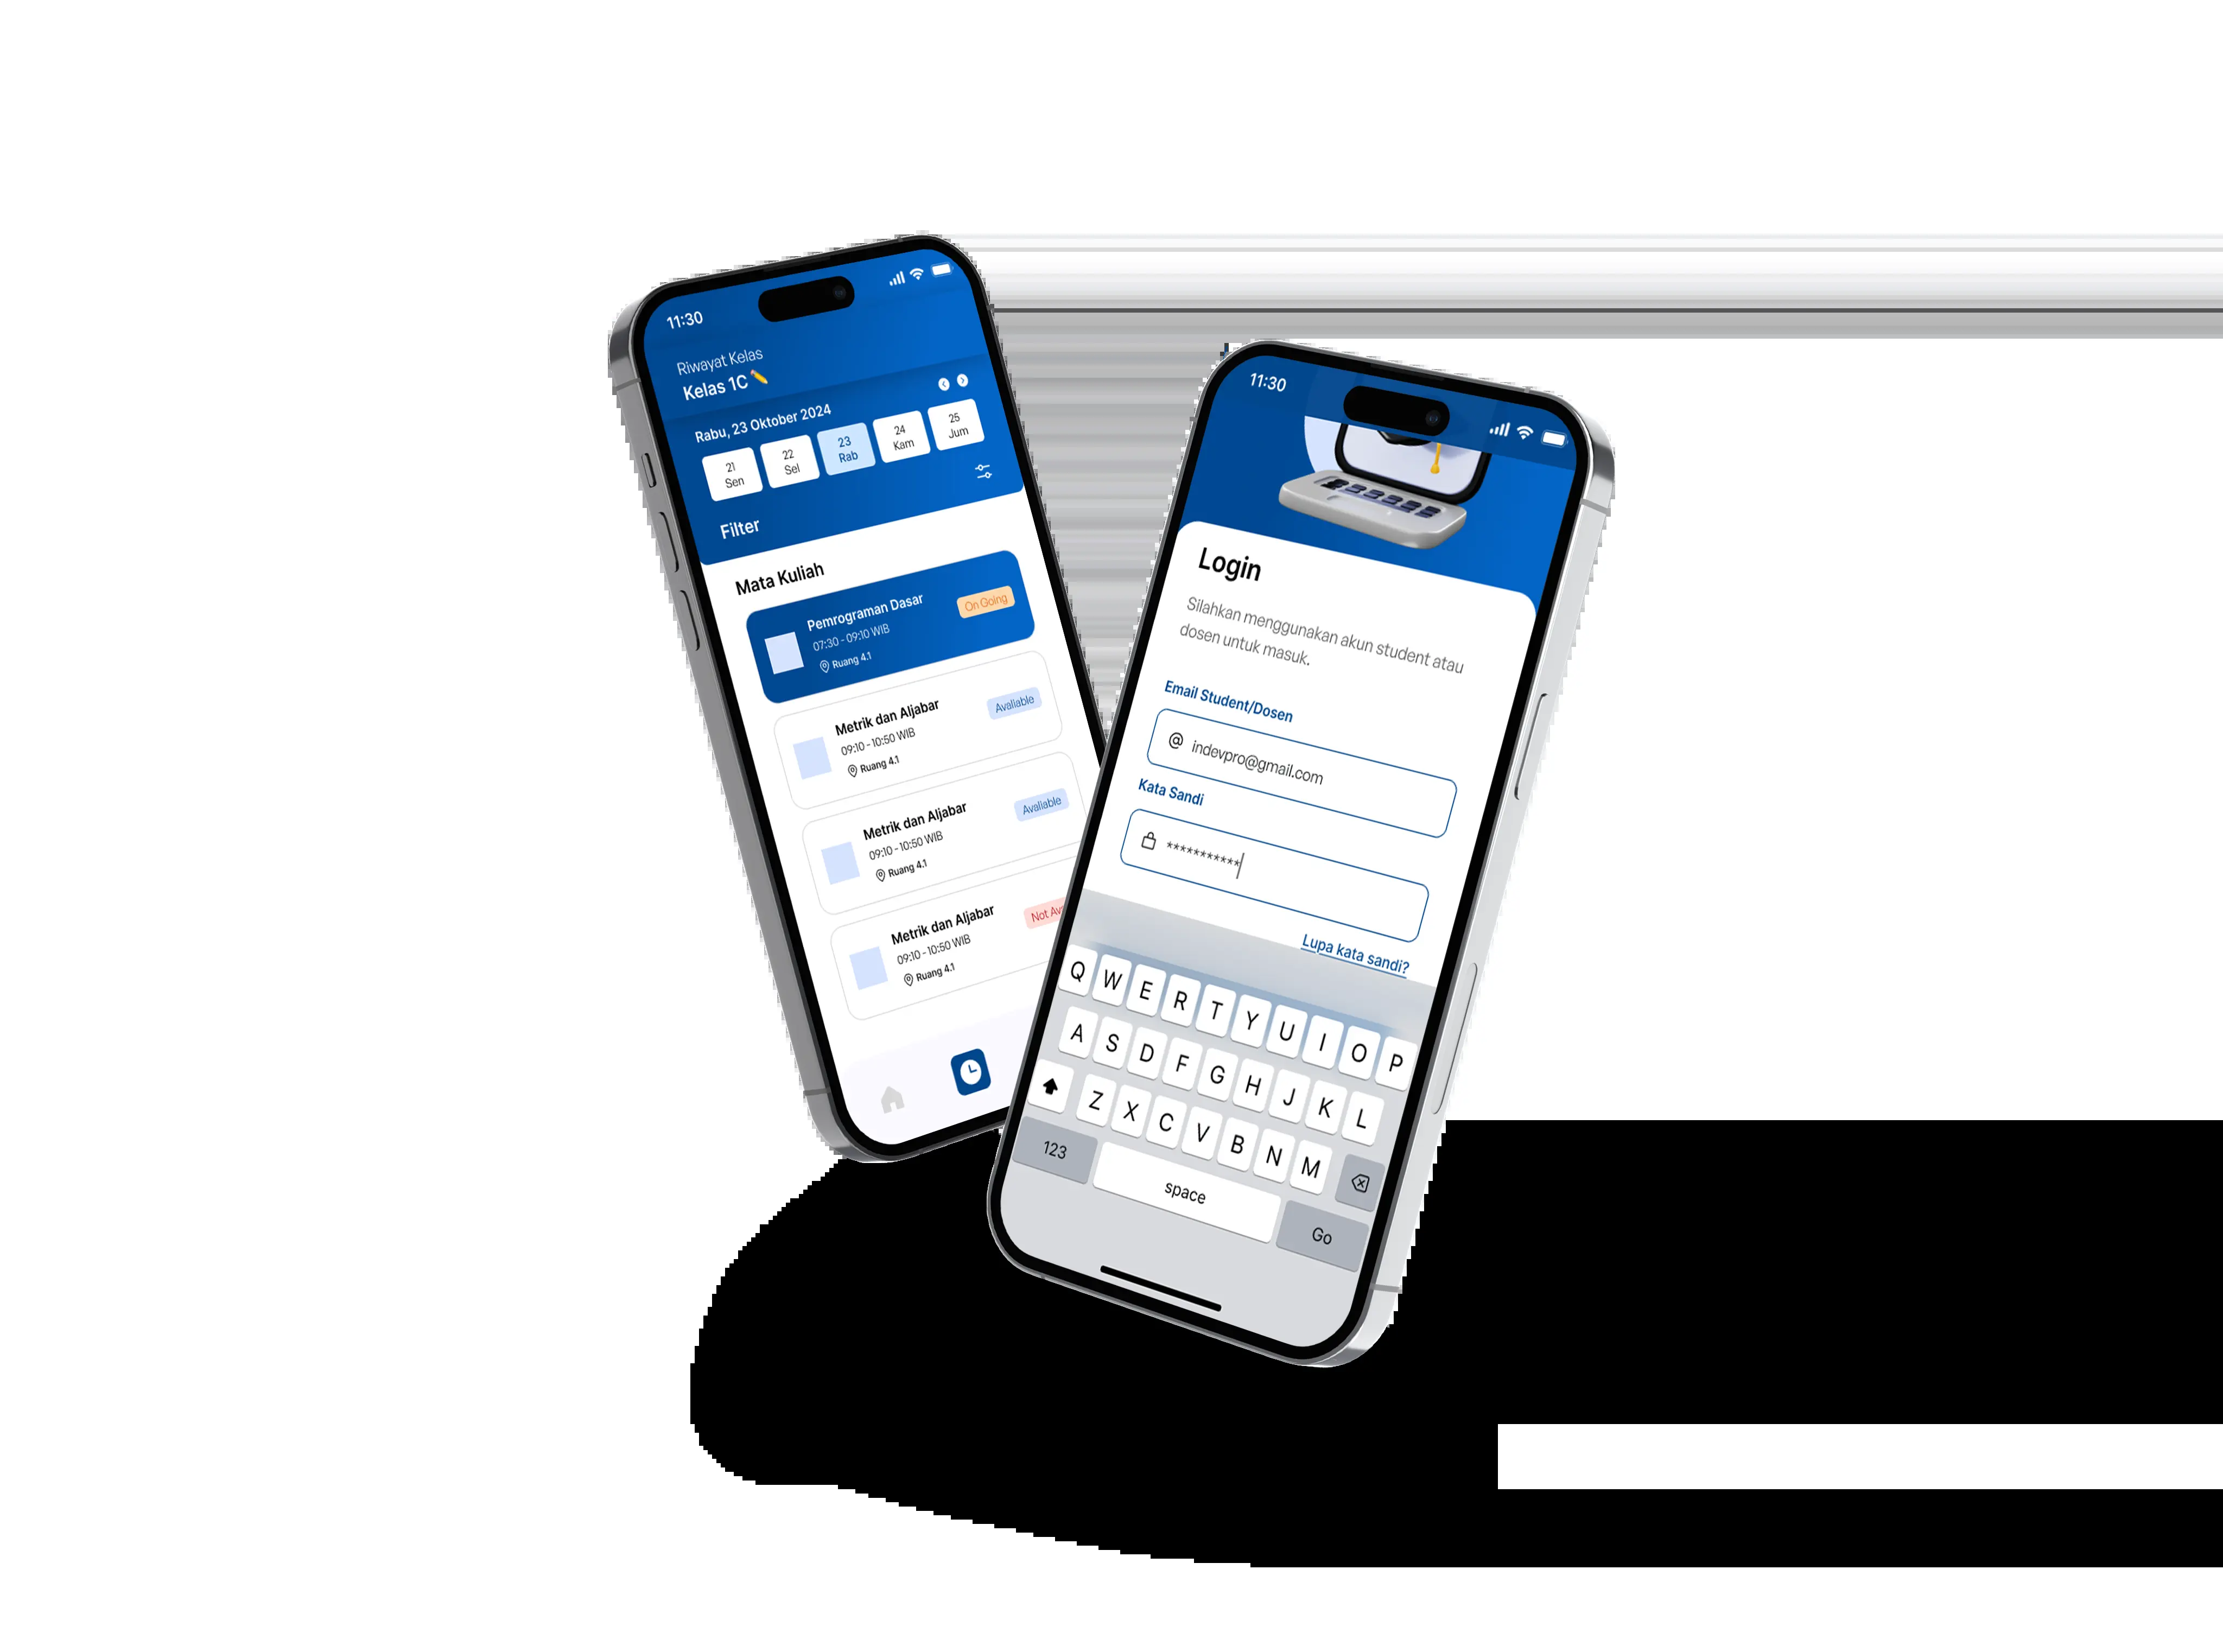 11:30
Riwayat Kelas
Kelas 1C
Rabu, 23 Oktober 2024
21
Sen
22
Sel
23
Rab
24
Kam
25
Jum
Filter
Mata Kuliah
Pemrograman Dasar
07:30 - 09:10 WIB
Ruang 4.1
On Going
Metrik dan Aljabar
09:10 - 10:50 WIB
Ruang 4.1
Avaliable
Metrik dan Aljabar
09:10 - 10:50 WIB
Ruang 4.1
Avaliable
Metrik dan Aljabar
09:10 - 10:50 WIB
Ruang 4.1
Not
11:30
Login
Silahkan menggunakan akun student atau
dosen untuk masuk.
Email Student/Dosen
@ indevpro@gmail.com
Kata Sandi
***********
Lupa kata sandi?
Q W E R T Y U I O P
A S D F G H J K L
Z X C V B N M
123 space Go